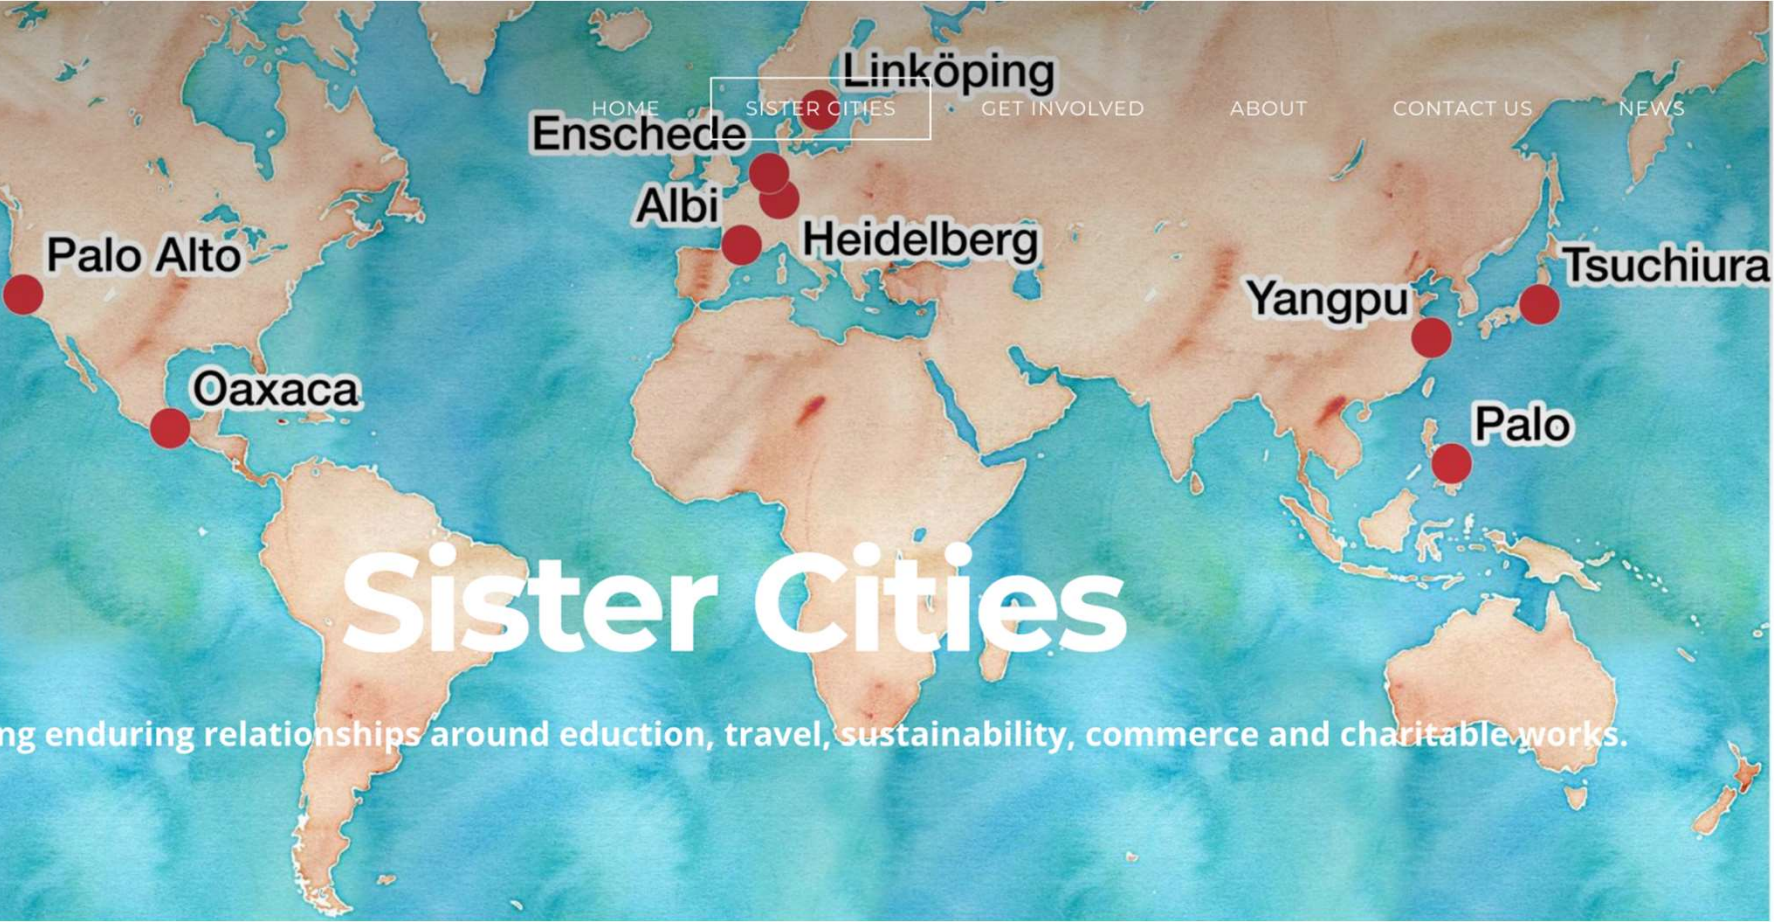 Linköping
HOME SISTER CITIES GET INVOLVED ABOUT CONTACT US NEWS
Enschede
Albi
Heidelberg
Palo Alto
Tsuchiura
Yangpu
Oaxaca
Palo
Sister Cities
ng enduring relationships around eduction, travel, sustainability, commerce and charitable works.